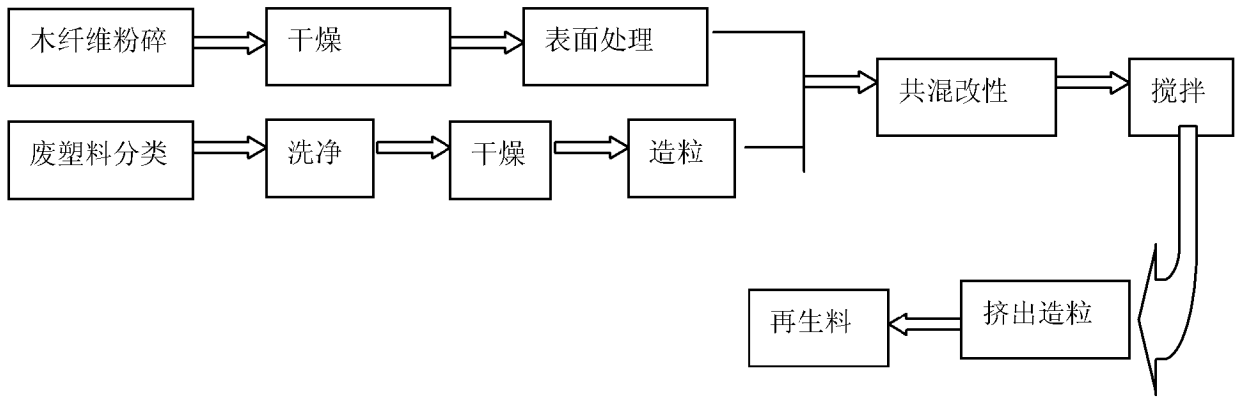 木纤维粉碎
干燥
表面处理
共混改性
搅拌
废塑料分类
洗净
干燥
造粒
挤出造粒
再生料